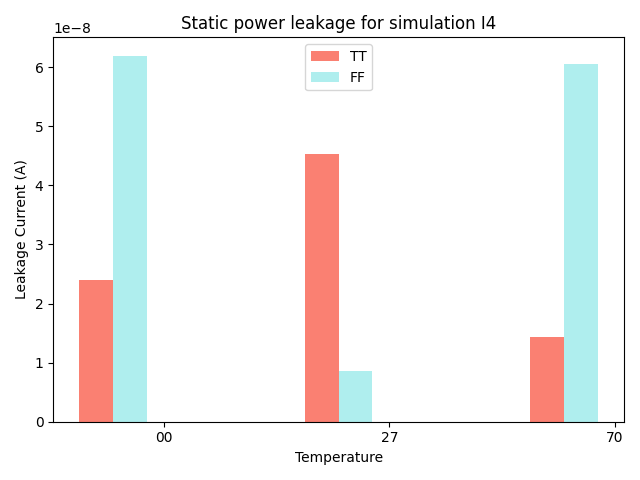 Static power leakage for simulation I4
1e−8
TT
FF
6
5
4
3
2
1
0
Leakage Current (A)
00
27
70
Temperature